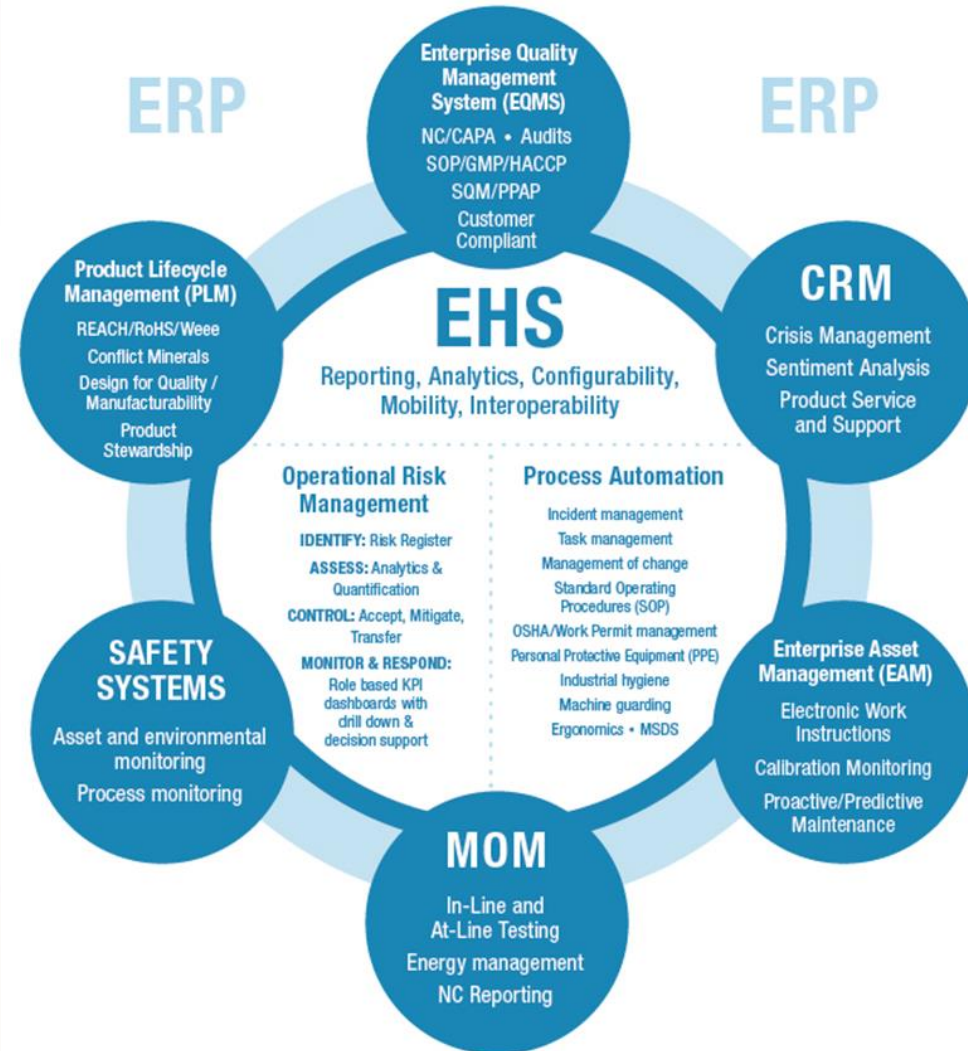 ERP
ERP
Enterprise Quality
Management
System (EQMS)
NC/CAPA • Audits
SOP/GMP/HACCP
SQM/PPAP
Customer
Compliant
Product Lifecycle
Management (PLM)
REACH/RoHS/Weee
Conflict Minerals
Design for Quality /
Manufacturability
Product
Stewardship
CRM
Crisis Management
Sentiment Analysis
Product Service
and Support
EHS
Reporting, Analytics, Configurability,
Mobility, Interoperability
Operational Risk
Management
IDENTIFY: Risk Register
ASSESS: Analytics &
Quantification
CONTROL: Accept, Mitigate,
Transfer
MONITOR & RESPOND:
Role based KPI
dashboards with
drill down &
decision support
Process Automation
Incident management
Task management
Management of change
Standard Operating
Procedures (SOP)
OSHA/Work Permit management
Personal Protective Equipment (PPE)
Industrial hygiene
Machine guarding
Ergonomics • MSDS
SAFETY
SYSTEMS
Asset and environmental
monitoring
Process monitoring
Enterprise Asset
Management (EAM)
Electronic Work
Instructions
Calibration Monitoring
Proactive/Predictive
Maintenance
MOM
In-Line and
At-Line Testing
Energy management
NC Reporting